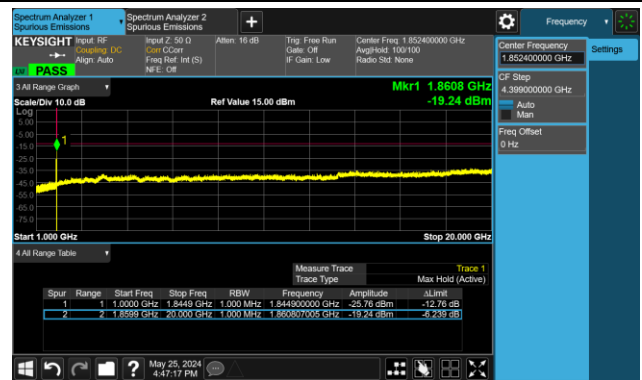 Spectrum Analyzer 1
Spurious Emissions
Spectrum Analyzer 2
Spurious Emissions
Frequency
KEYSIGHT
Input: RF
Coupling: DC
Align: Auto
Input Z: 50 Ω
Corr CCorr
Freq Ref: Int (S)
NFE: Off
Atten: 16 dB
Trig: Free Run
Gate: Off
IF Gain: Low
Center Freq: 1.852400000 GHz
Avg|Hold: 100/100
Radio Std: None
PASS
Center Frequency
1.852400000 GHz
Settings
CF Step
4.399000000 GHz
Auto
Man
Freq Offset
0 Hz
3 All Range Graph
Mkr1 1.8608 GHz
Scale/Div 10.0 dB
Ref Value 15.00 dBm
-19.24 dBm
Log
5.00
-5.00
-15.0
-25.0
-35.0
-45.0
-55.0
-65.0
-75.0
1
Start 1.000 GHz
Stop 20.000 GHz
4 All Range Table
Measure Trace Trace 1
Trace Type Max Hold (Active)
Spur Range Start Freq Stop Freq RBW Frequency Amplitude ΔLimit
1 1 1.0000 GHz 1.8449 GHz 1.000 MHz 1.844900000 GHz -25.76 dBm -12.76 dB
2 2 1.8599 GHz 20.000 GHz 1.000 MHz 1.860807005 GHz -19.24 dBm -6.239 dB
May 25, 2024
4:47:17 PM